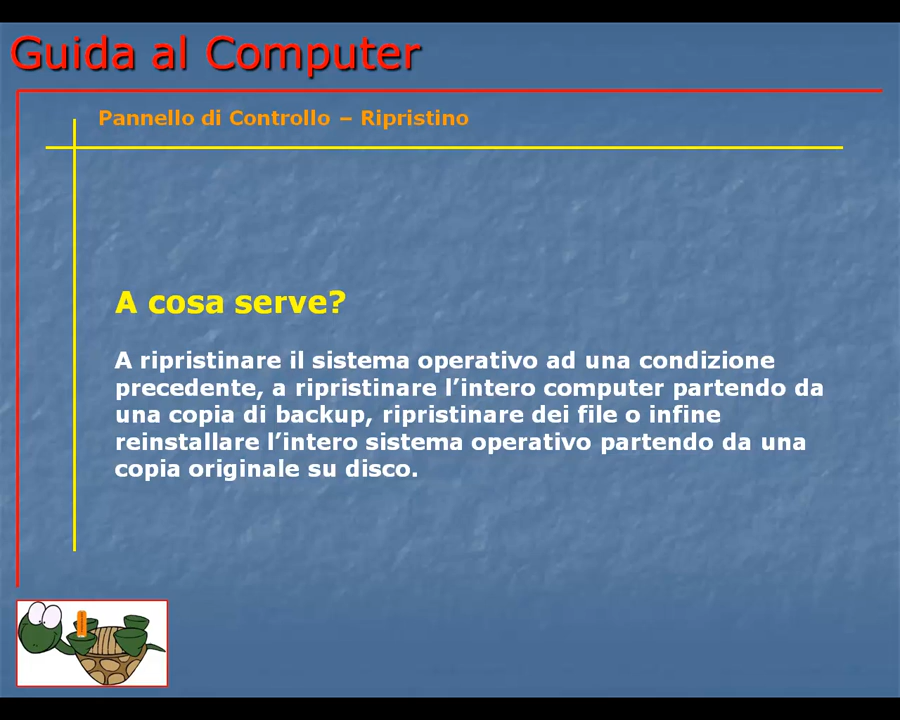 Guida al Computer
Pannello di Controllo – Ripristino
A cosa serve?
A ripristinare il sistema operativo ad una condizione
precedente, a ripristinare l’intero computer partendo da
una copia di backup, ripristinare dei file o infine
reinstallare l’intero sistema operativo partendo da una
copia originale su disco.